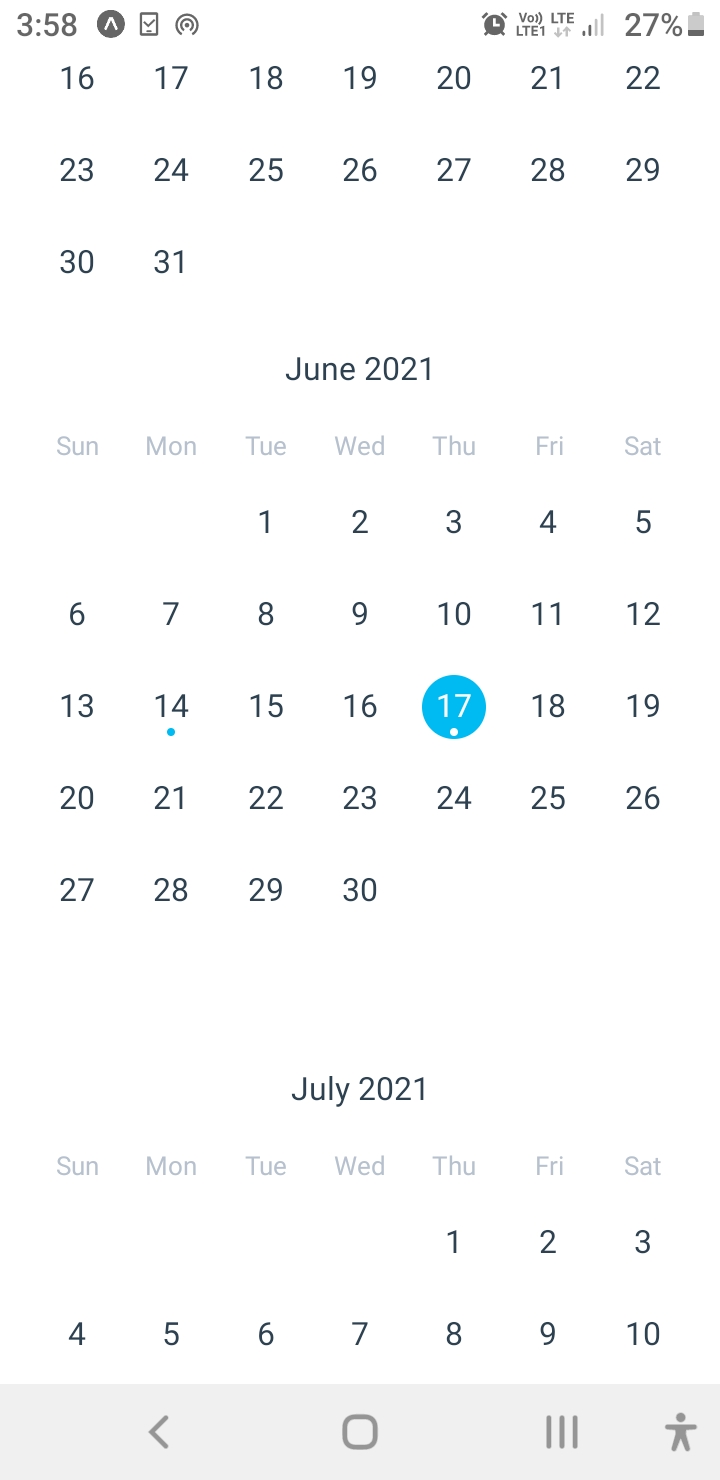 3:58 Vo)) LTE LTE1 27%
16 17 18 19 20 21 22
23 24 25 26 27 28 29
30 31
June 2021
Sun Mon Tue Wed Thu Fri Sat
1 2 3 4 5
6 7 8 9 10 11 12
13 14 15 16 17 18 19
20 21 22 23 24 25 26
27 28 29 30
July 2021
Sun Mon Tue Wed Thu Fri Sat
1 2 3
4 5 6 7 8 9 10